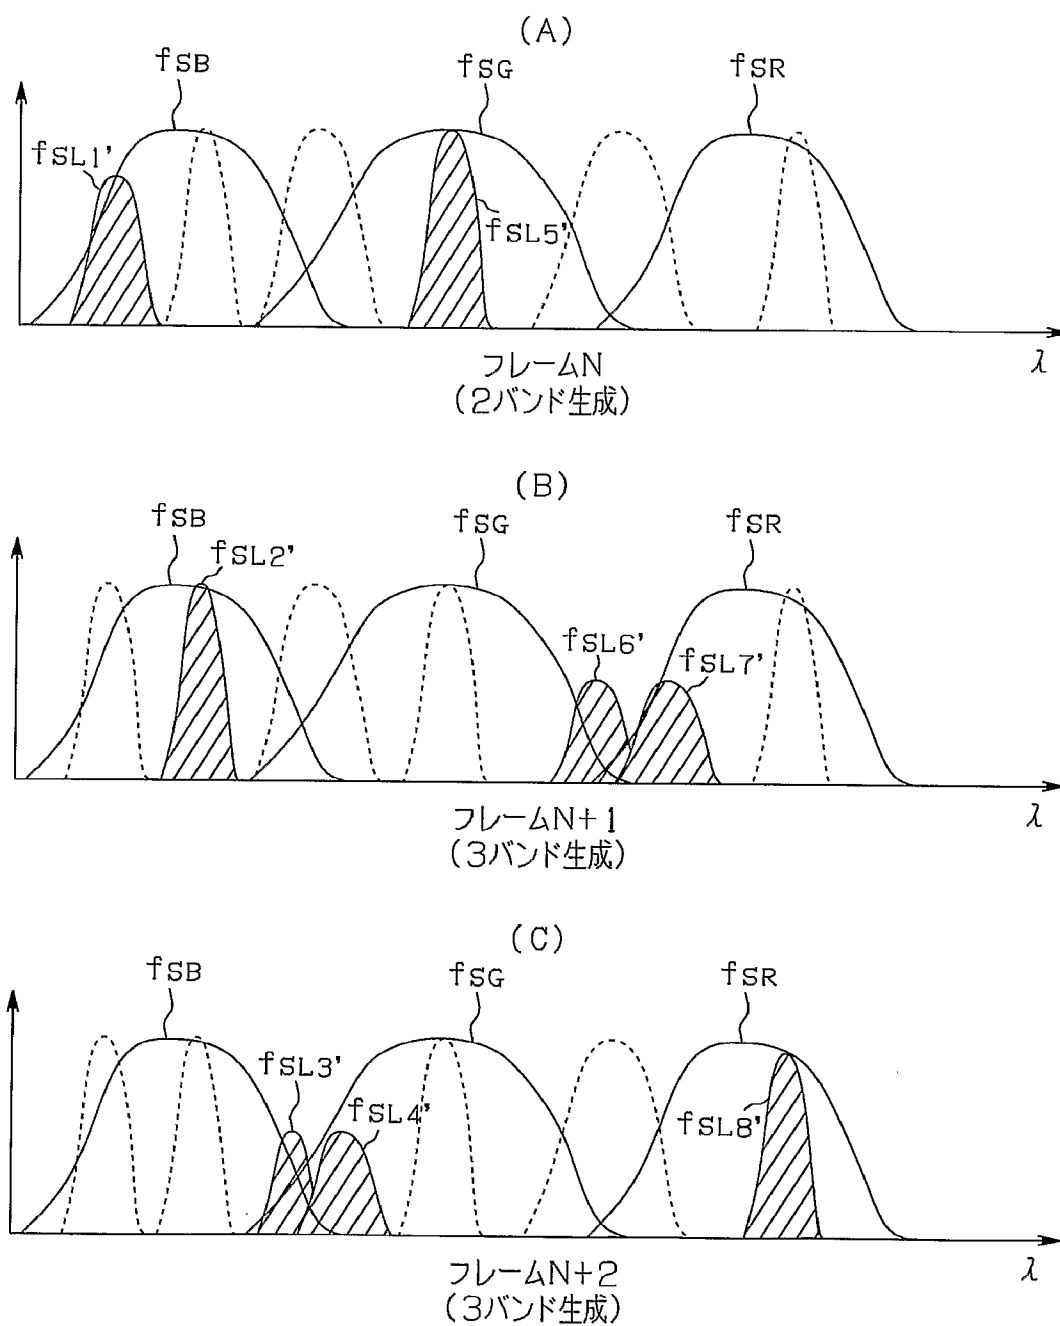 (A)
fSB
fSG
fSR
fSL1'
fSL5'
λ
フレームN
(2バンド生成)
(B)
fSB
fSG
fSR
fSL2'
fSL6'
fSL7'
λ
フレームN+1
(3バンド生成)
(C)
fSB
fSG
fSR
fSL3'
fSL4'
fSL8'
λ
フレームN+2
(3バンド生成)